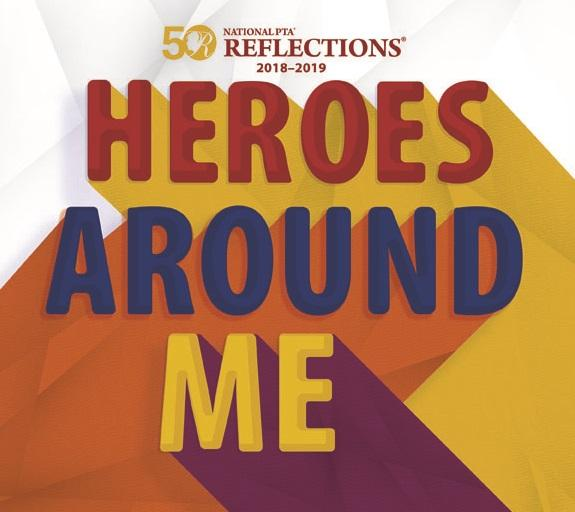 50
NATIONAL PTA®
REFLECTIONS®
2018–2019
HEROES
AROUND
ME